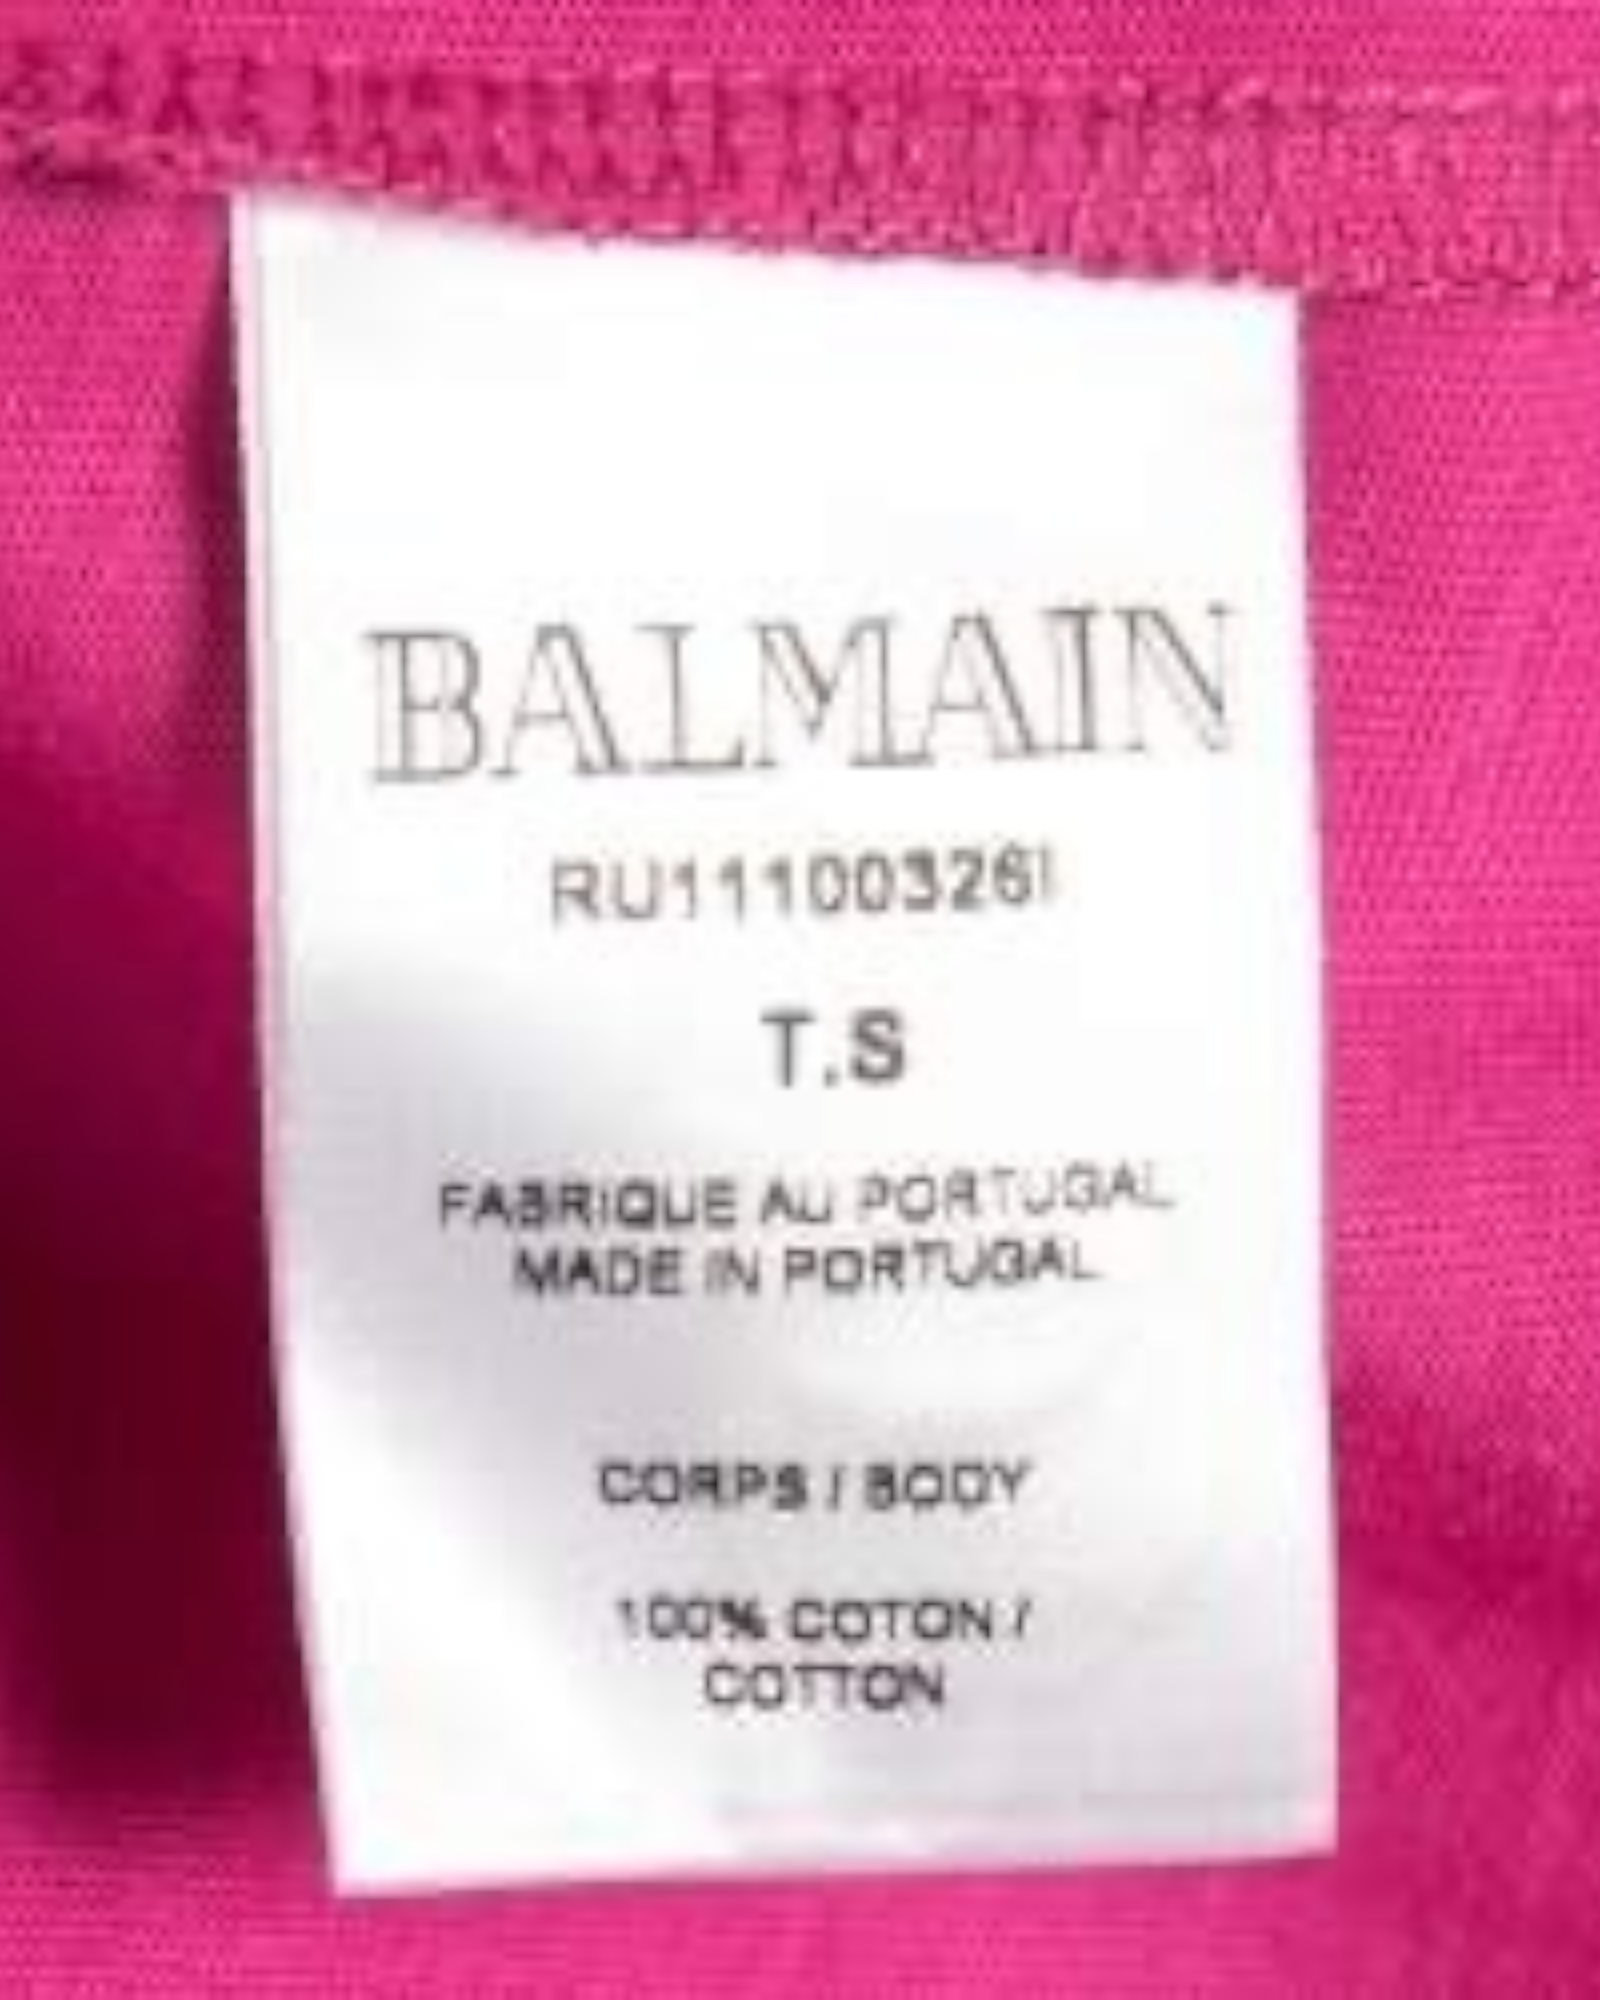 BALMAIN
RU11100326I
T.S
FABRIQUE AU PORTUGAL
MADE IN PORTUGAL
CORPS / BODY
100% COTON /
COTTON